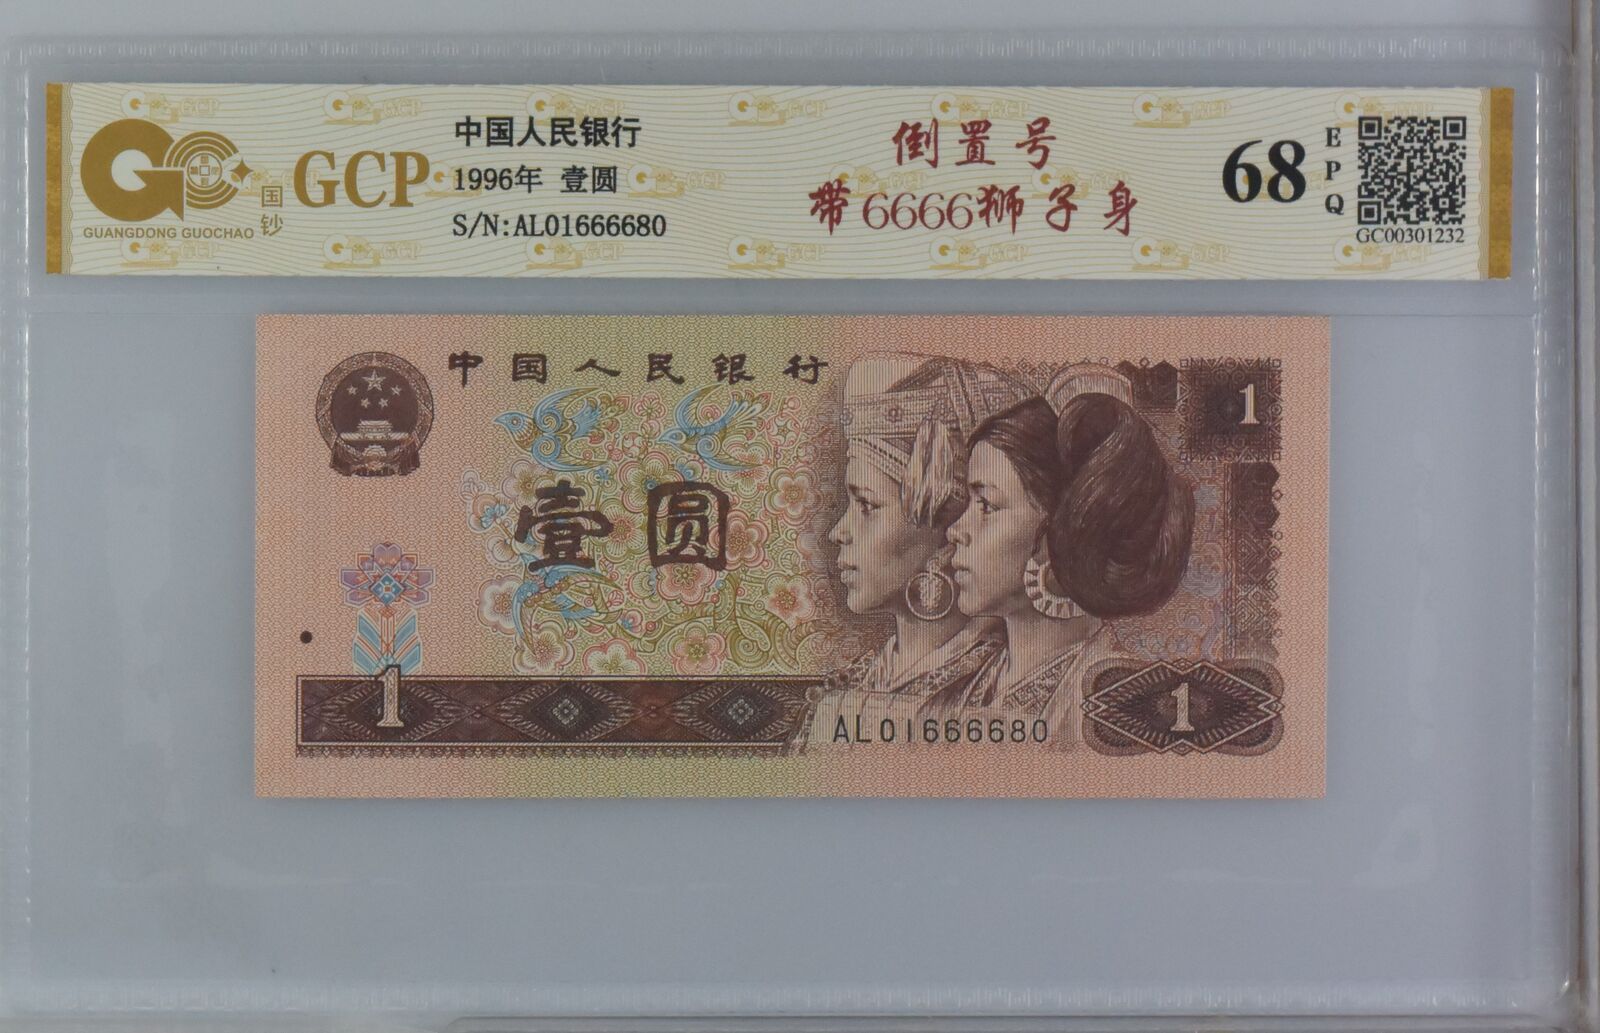 GCP
国钞
GUANGDONG GUOCHAO
中国人民银行
1996年 壹圆
S/N:AL01666680
倒置号
带6666狮子身
68
EPQ
GC00301232
中国人民银行
1
壹圆
1
AL01666680
1